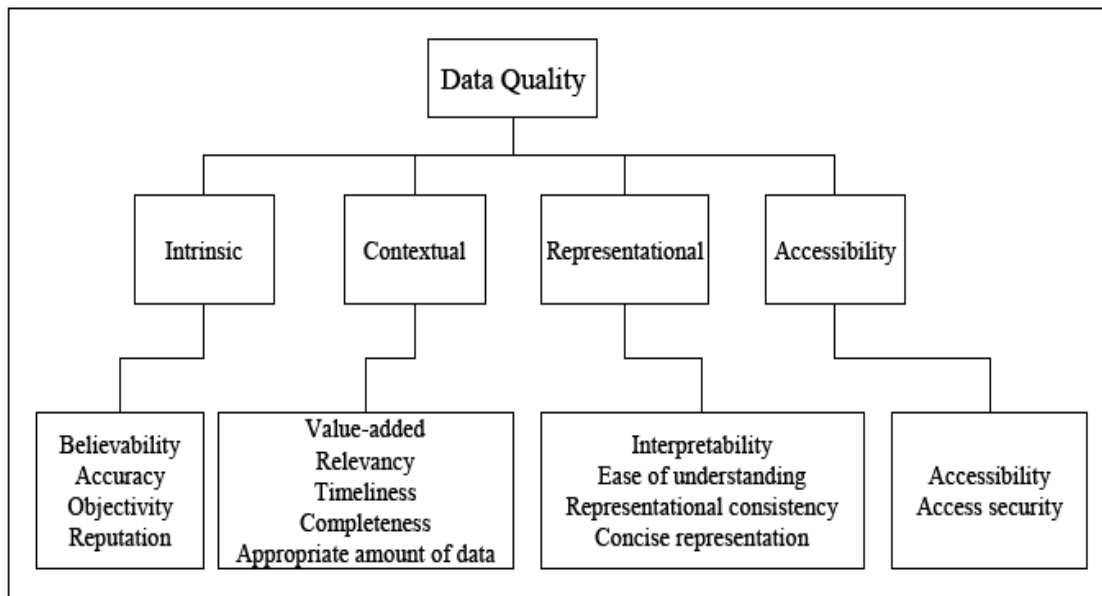 Data Quality
Intrinsic
Contextual
Representational
Accessibility
Believability
Accuracy
Objectivity
Reputation
Value-added
Relevancy
Timeliness
Completeness
Appropriate amount of data
Interpretability
Ease of understanding
Representational consistency
Concise representation
Accessibility
Access security